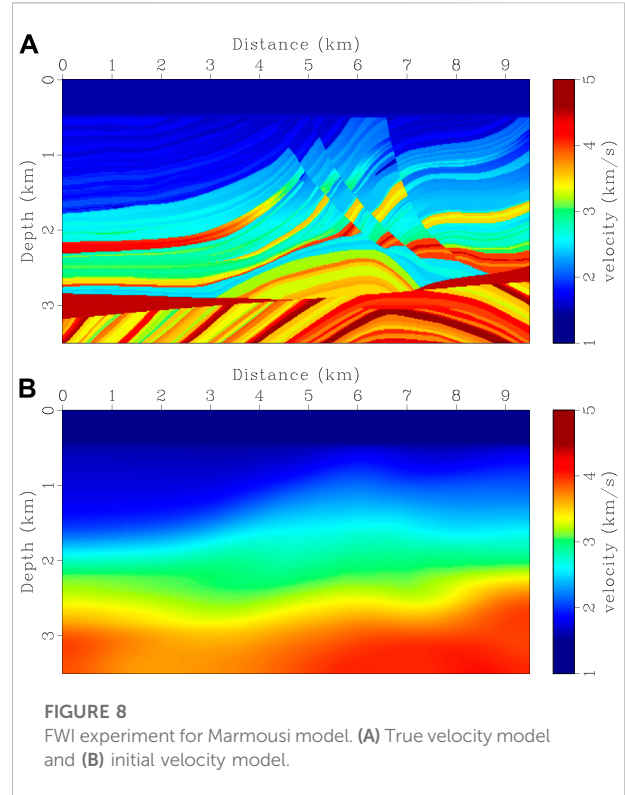 A
Distance (km)
0 1 2 3 4 5 6 7 8 9
Depth (km)
0
1
2
3
velocity (km/s)
5
4
3
2
1
B
Distance (km)
0 1 2 3 4 5 6 7 8 9
Depth (km)
0
1
2
3
velocity (km/s)
5
4
3
2
1
FIGURE 8
FWI experiment for Marmousi model. (A) True velocity model
and (B) initial velocity model.